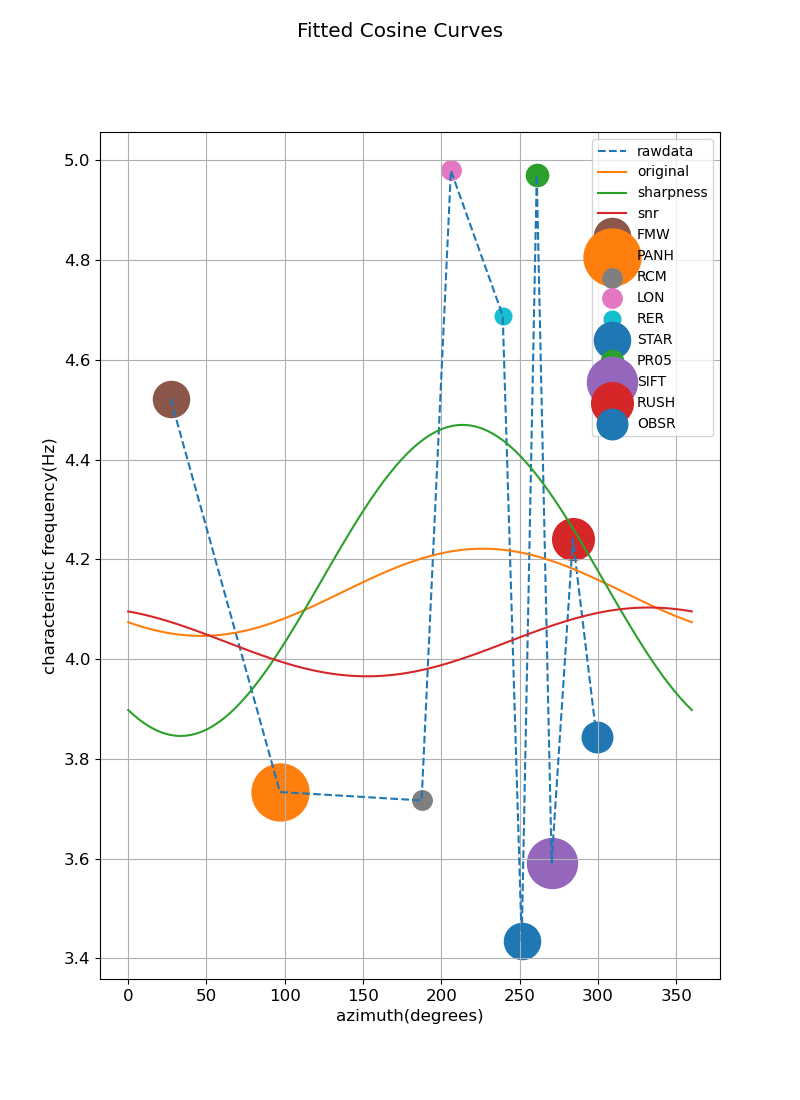 Fitted Cosine Curves
5.0
4.8
4.6
4.4
4.2
4.0
3.8
3.6
3.4
characteristic frequency(Hz)
0 50 100 150 200 250 300 350
azimuth(degrees)
rawdata
original
sharpness
snr
FMW
PANH
RCM
LON
RER
STAR
PR05
SIFT
RUSH
OBSR